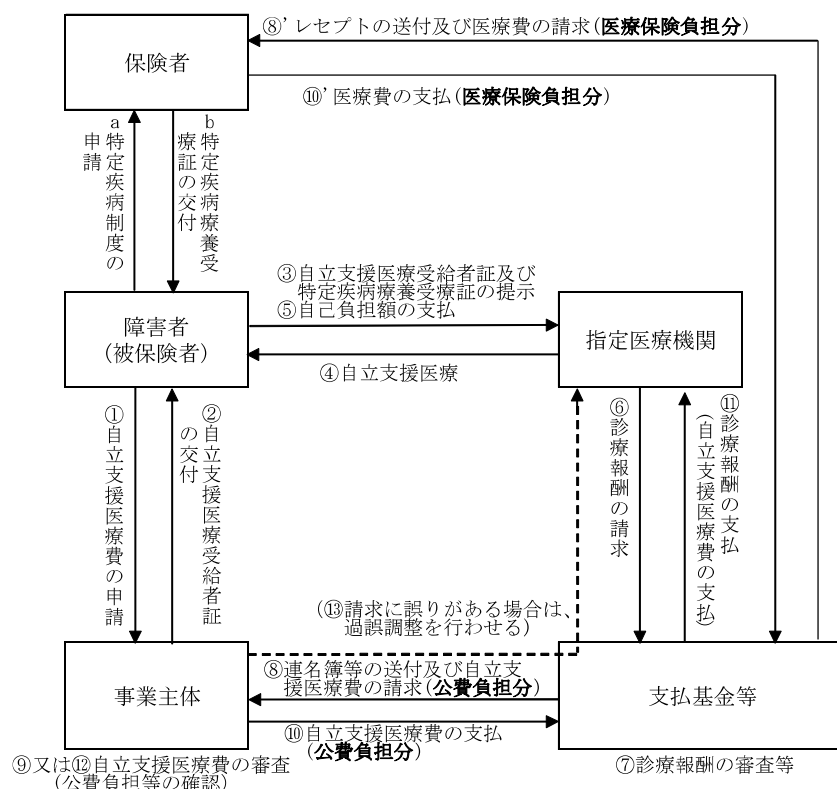 ⑧’レセプトの送付及び医療費の請求(医療保険負担分)
保険者
⑩’医療費の支払(医療保険負担分)
a特定疾病制度の
申請
b特定疾病療養受
療証の交付
③自立支援医療受給者証及び
特定疾病療養受療証の提示
⑤自己負担額の支払
障害者
(被保険者)
指定医療機関
④自立支援医療
①自立支援医療費の申請
②自立支援医療受給者証
の交付
⑥診療報酬の請求
⑪診療報酬の支払
(自立支援医療費の支払)
(⑬請求に誤りがある場合は、
過誤調整を行わせる)
事業主体
⑧連名簿等の送付及び自立支
援医療費の請求(公費負担分)
支払基金等
⑩自立支援医療費の支払
(公費負担分)
⑨又は⑫自立支援医療費の審査
(公費負担等の確認)
⑦診療報酬の審査等